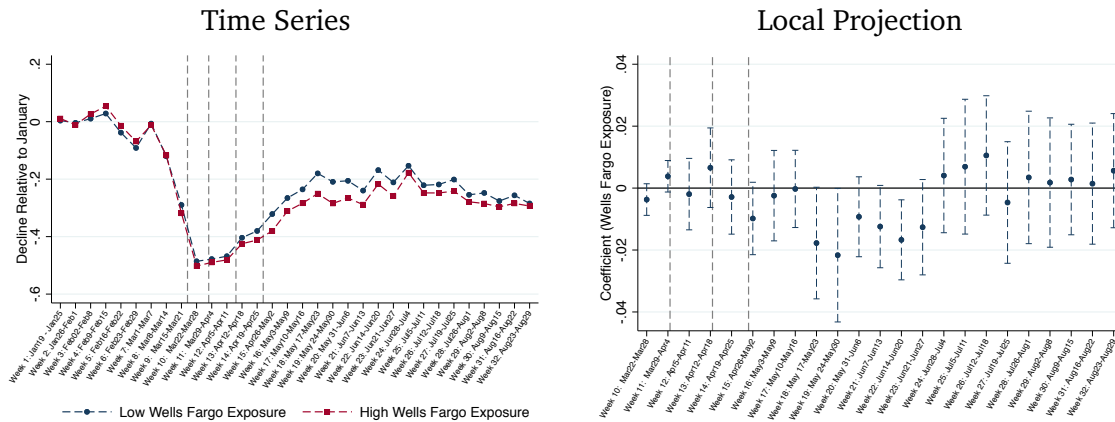 Time Series
Decline Relative to January
.2
0
-.2
-.4
-.6
Week 1: Jan19 - Jan25
Week 2: Jan26-Feb1
Week 3: Feb02-Feb8
Week 4: Feb09-Feb15
Week 5: Feb16-Feb22
Week 6: Feb23-Feb29
Week 7: Mar1-Mar7
Week 8: Mar8-Mar14
Week 9: Mar15-Mar21
Week 10: Mar22-Mar28
Week 11: Mar29-Apr4
Week 12: Apr5-Apr11
Week 13: Apr12-Apr18
Week 14: Apr19-Apr25
Week 15: Apr26-May2
Week 16: May3-May9
Week 17: May10-May16
Week 18: May17-May23
Week 19: May24-May30
Week 20: May31-Jun6
Week 21: Jun7-Jun13
Week 22: Jun14-Jun20
Week 23: Jun21-Jun27
Week 24: Jun28-Jul4
Week 25: Jul5-Jul11
Week 26: Jul12-Jul18
Week 27: Jul19-Jul25
Week 28: Jul26-Aug1
Week 29: Aug2-Aug8
Week 30: Aug9-Aug15
Week 31: Aug16-Aug22
Week 32: Aug23-Aug29
Low Wells Fargo Exposure
High Wells Fargo Exposure
Local Projection
Coefficient (Wells Fargo Exposure)
.04
.02
0
-.02
-.04
Week 10: Mar22-Mar28
Week 11: Mar29-Apr4
Week 12: Apr5-Apr11
Week 13: Apr12-Apr18
Week 14: Apr19-Apr25
Week 15: Apr26-May2
Week 16: May3-May9
Week 17: May10-May16
Week 18: May17-May23
Week 19: May24-May30
Week 20: May31-Jun6
Week 21: Jun7-Jun13
Week 22: Jun14-Jun20
Week 23: Jun21-Jun27
Week 24: Jun28-Jul4
Week 25: Jul5-Jul11
Week 26: Jul12-Jul18
Week 27: Jul19-Jul25
Week 28: Jul26-Aug1
Week 29: Aug2-Aug8
Week 30: Aug9-Aug15
Week 31: Aug16-Aug22
Week 32: Aug23-Aug29